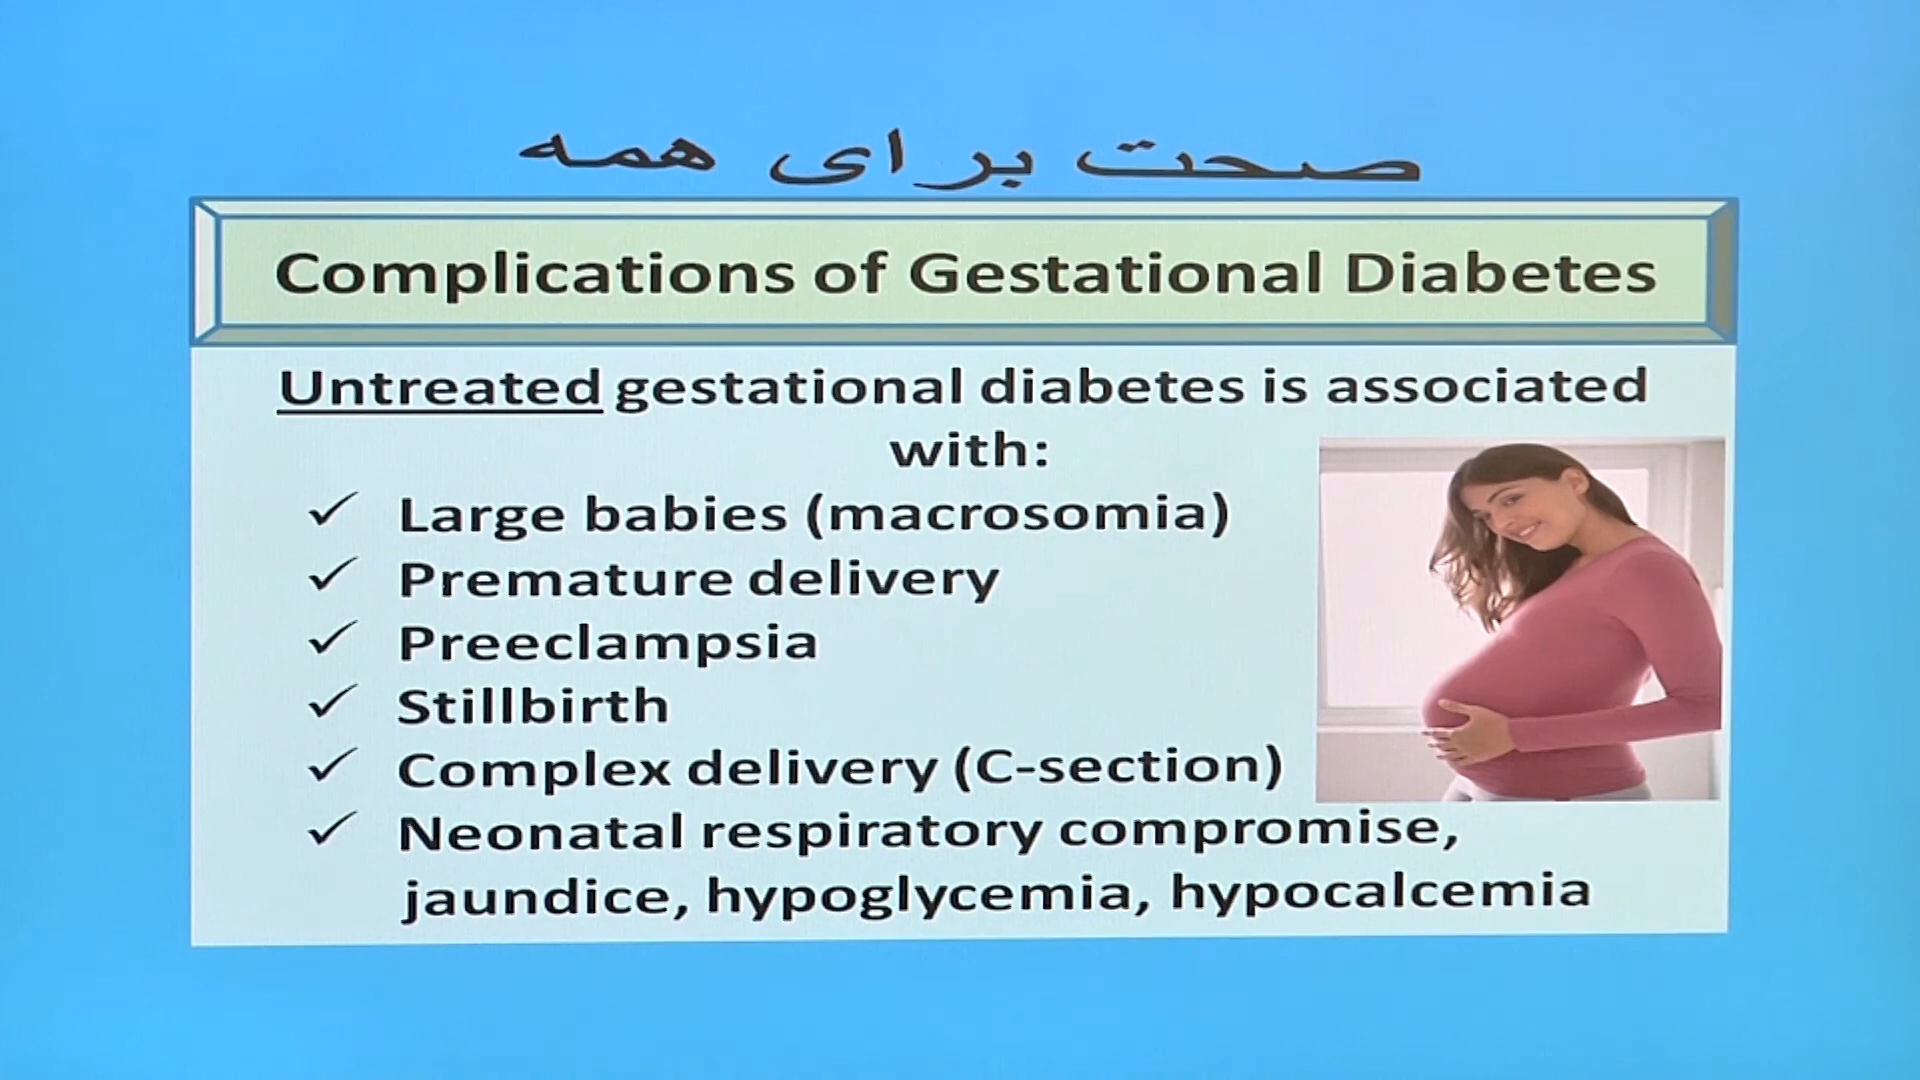 صحت برای همه
Complications of Gestational Diabetes
Untreated gestational diabetes is associated
with:
✓ Large babies (macrosomia)
✓ Premature delivery
✓ Preeclampsia
✓ Stillbirth
✓ Complex delivery (C-section)
✓ Neonatal respiratory compromise,
jaundice, hypoglycemia, hypocalcemia